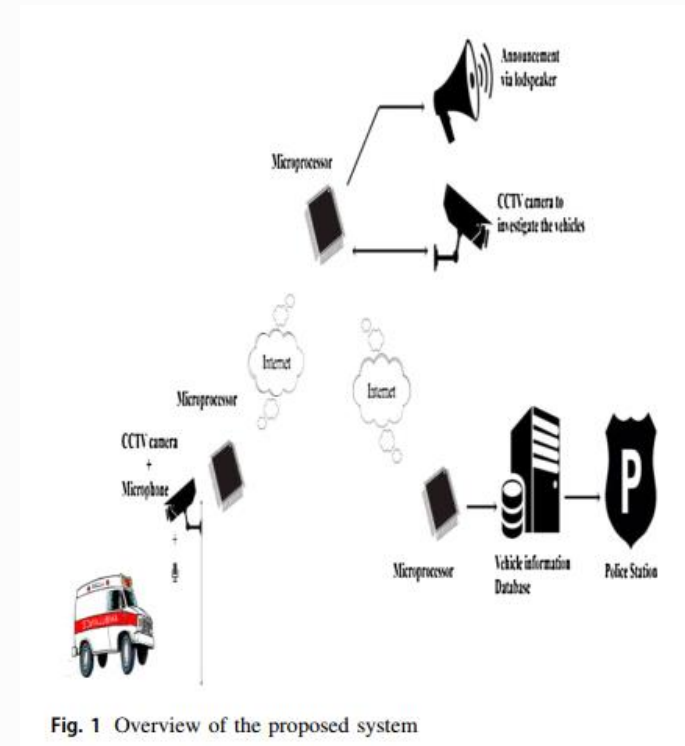 Announcement
via lodspeaker
Microprocessor
CCTV camera to
investigate the vehicles
Internet
Internet
Microprocessor
CCTV camera
+
Microphone
+
P
Microprocessor
Vehicle information
Database
Police Station
Fig. 1 Overview of the proposed system